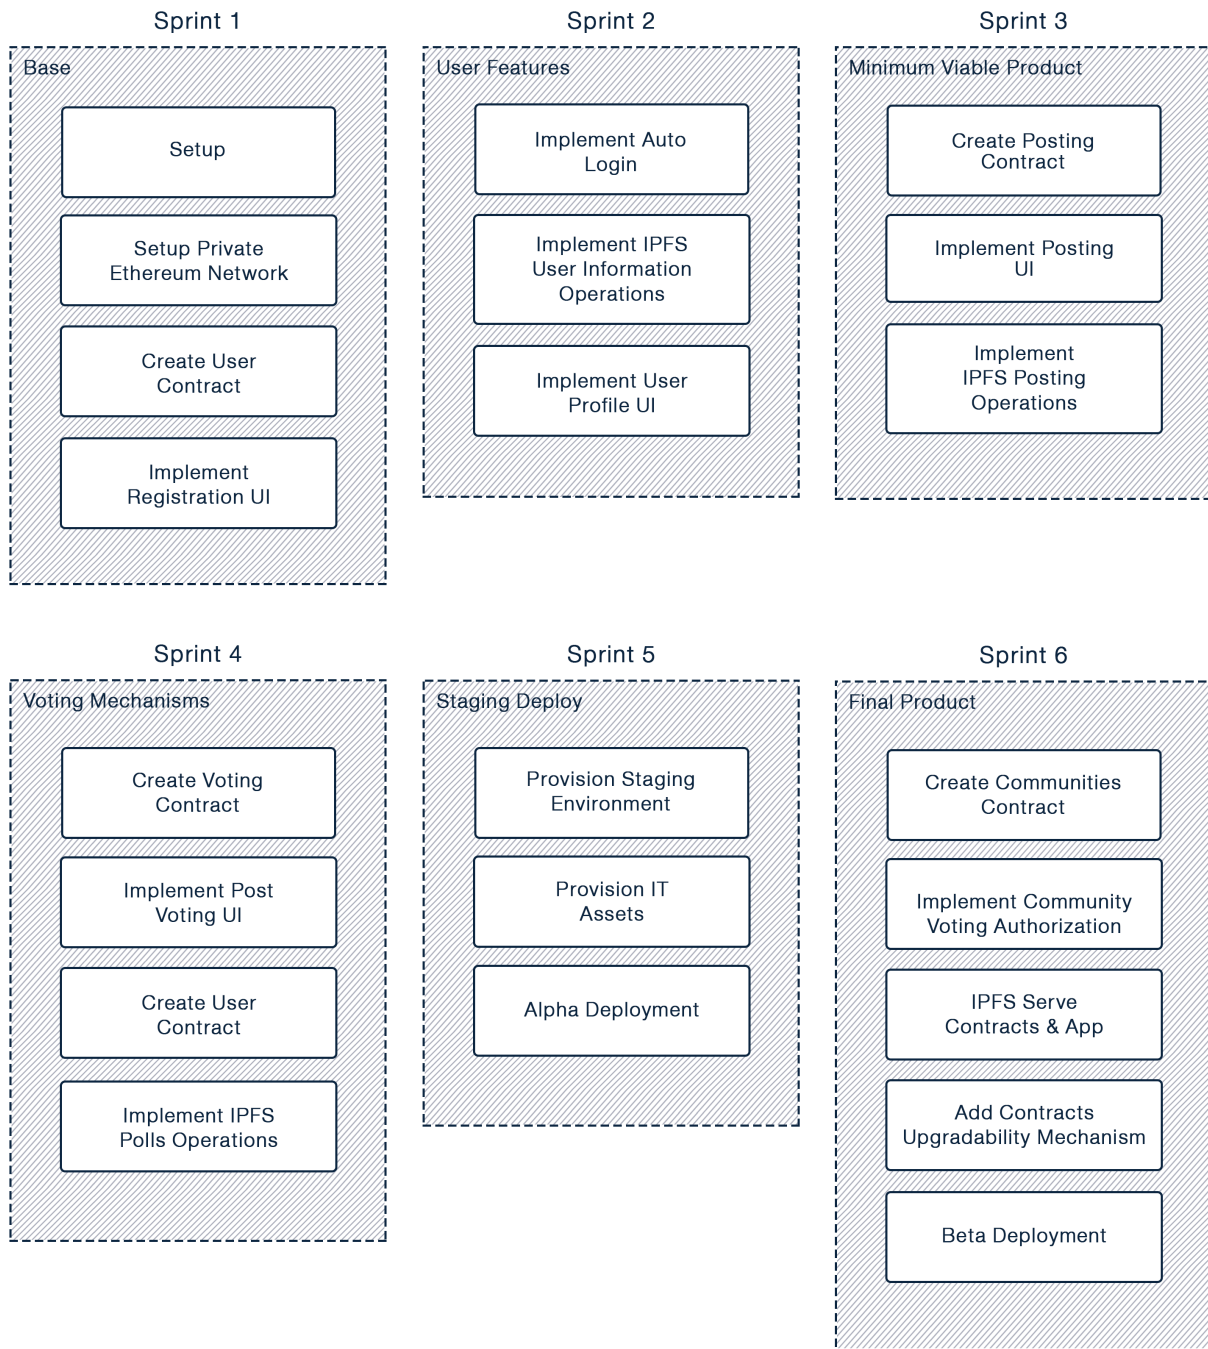 Sprint 1
Base
Setup
Setup Private
Ethereum Network
Create User
Contract
Implement
Registration UI
Sprint 2
User Features
Implement Auto
Login
Implement IPFS
User Information
Operations
Implement User
Profile UI
Sprint 3
Minimum Viable Product
Create Posting
Contract
Implement Posting
UI
Implement
IPFS Posting
Operations
Sprint 4
Voting Mechanisms
Create Voting
Contract
Implement Post
Voting UI
Create User
Contract
Implement IPFS
Polls Operations
Sprint 5
Staging Deploy
Provision Staging
Environment
Provision IT
Assets
Alpha Deployment
Sprint 6
Final Product
Create Communities
Contract
Implement Community
Voting Authorization
IPFS Serve
Contracts & App
Add Contracts
Upgradability Mechanism
Beta Deployment